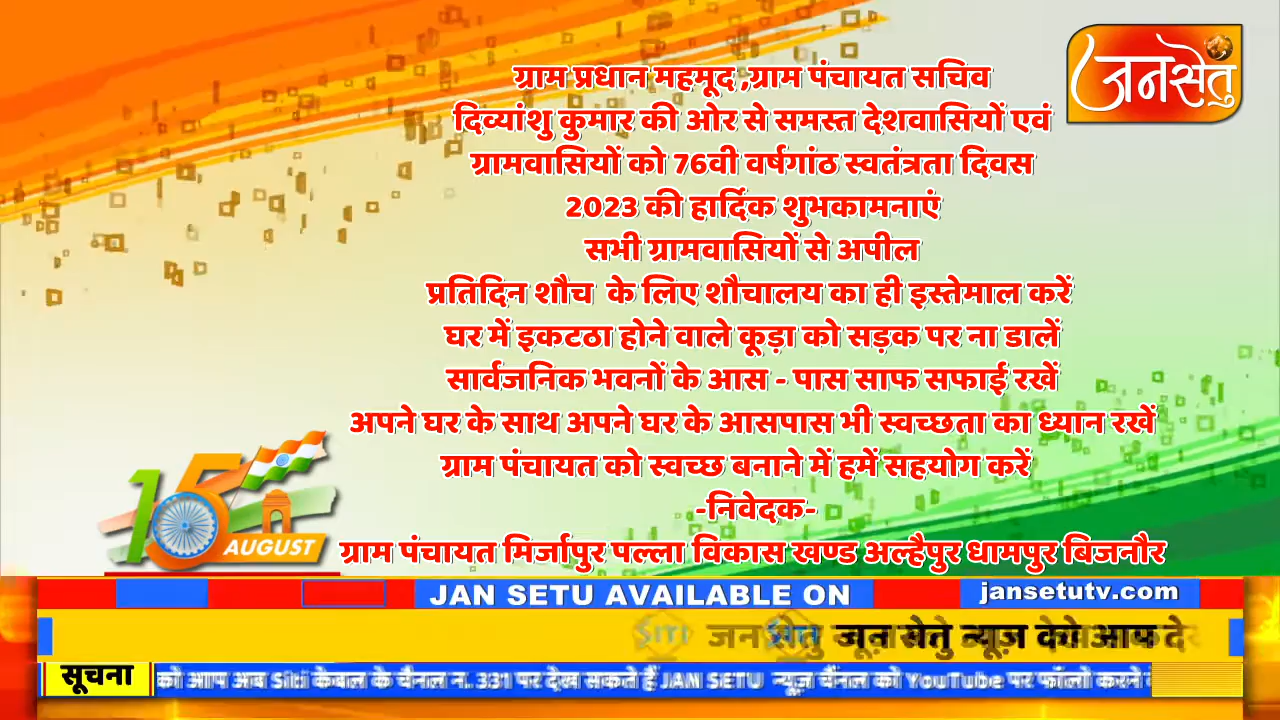 जनसेतु
ग्राम प्रधान महमूद ,ग्राम पंचायत सचिव
दिव्यांशु कुमार की ओर से समस्त देशवासियों एवं
ग्रामवासियों को 76वी वर्षगांठ स्वतंत्रता दिवस
2023 की हार्दिक शुभकामनाएं
सभी ग्रामवासियों से अपील
प्रतिदिन शौच के लिए शौचालय का ही इस्तेमाल करें
घर में इकटठा होने वाले कूड़ा को सड़क पर ना डालें
सार्वजनिक भवनों के आस - पास साफ सफाई रखें
अपने घर के साथ अपने घर के आसपास भी स्वच्छता का ध्यान रखें
ग्राम पंचायत को स्वच्छ बनाने में हमें सहयोग करें
-निवेदक-
ग्राम पंचायत मिर्जापुर पल्ला विकास खण्ड अल्हैपुर धामपुर बिजनौर
15 AUGUST
JAN SETU AVAILABLE ON
jansetutv.com
SITI जन सेतु न्यूज़ को आप
सूचना
को आप अब Siti केबाल के चैनाल न. 331 पर देख सकते हैं JAN SETU न्यूज़ चैनल को YouTube पर फॉलो करने